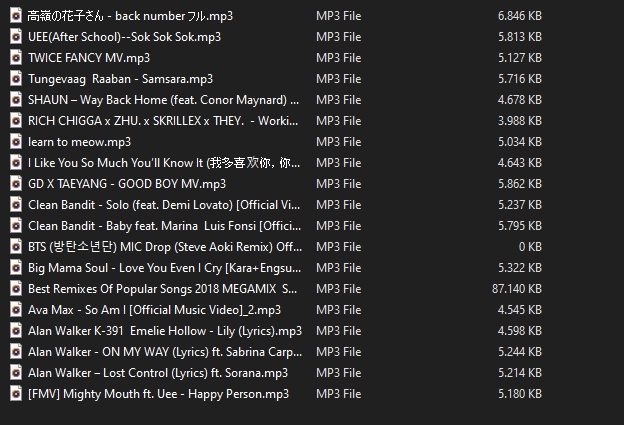 高嶺の花子さん - back number フル.mp3 MP3 File 6.846 KB
UEE(After School)--Sok Sok Sok.mp3 MP3 File 5.813 KB
TWICE FANCY MV.mp3 MP3 File 5.127 KB
Tungevaag Raaban - Samsara.mp3 MP3 File 5.716 KB
SHAUN – Way Back Home (feat. Conor Maynard) ... MP3 File 4.678 KB
RICH CHIGGA x ZHU. x SKRILLEX x THEY. - Worki... MP3 File 3.988 KB
learn to meow.mp3 MP3 File 5.034 KB
I Like You So Much You'll Know It (我多喜欢你, 你... MP3 File 4.643 KB
GD X TAEYANG - GOOD BOY MV.mp3 MP3 File 5.862 KB
Clean Bandit - Solo (feat. Demi Lovato) [Official Vi... MP3 File 5.237 KB
Clean Bandit - Baby feat. Marina Luis Fonsi [Offici... MP3 File 5.795 KB
BTS (방탄소년단) MIC Drop (Steve Aoki Remix) Off... MP3 File 0 KB
Big Mama Soul - Love You Even I Cry [Kara+Engsu... MP3 File 5.322 KB
Best Remixes Of Popular Songs 2018 MEGAMIX S... MP3 File 87.140 KB
Ava Max - So Am I [Official Music Video]_2.mp3 MP3 File 4.545 KB
Alan Walker K-391 Emelie Hollow - Lily (Lyrics).mp3 MP3 File 4.598 KB
Alan Walker - ON MY WAY (Lyrics) ft. Sabrina Carp... MP3 File 5.244 KB
Alan Walker – Lost Control (Lyrics) ft. Sorana.mp3 MP3 File 5.214 KB
[FMV] Mighty Mouth ft. Uee - Happy Person.mp3 MP3 File 5.180 KB